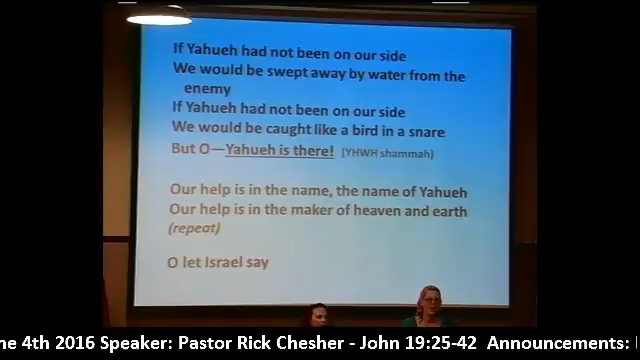 If Yahueh had not been on our side
We would be swept away by water from the
enemy
If Yahueh had not been on our side
We would be caught like a bird in a snare
But O—Yahueh is there! (YHWH shammah)
Our help is in the name, the name of Yahueh
Our help is in the maker of heaven and earth
(repeat)
O let Israel say
4th 2016 Speaker: Pastor Rick Chesher - John 19:25-42 Announcements: